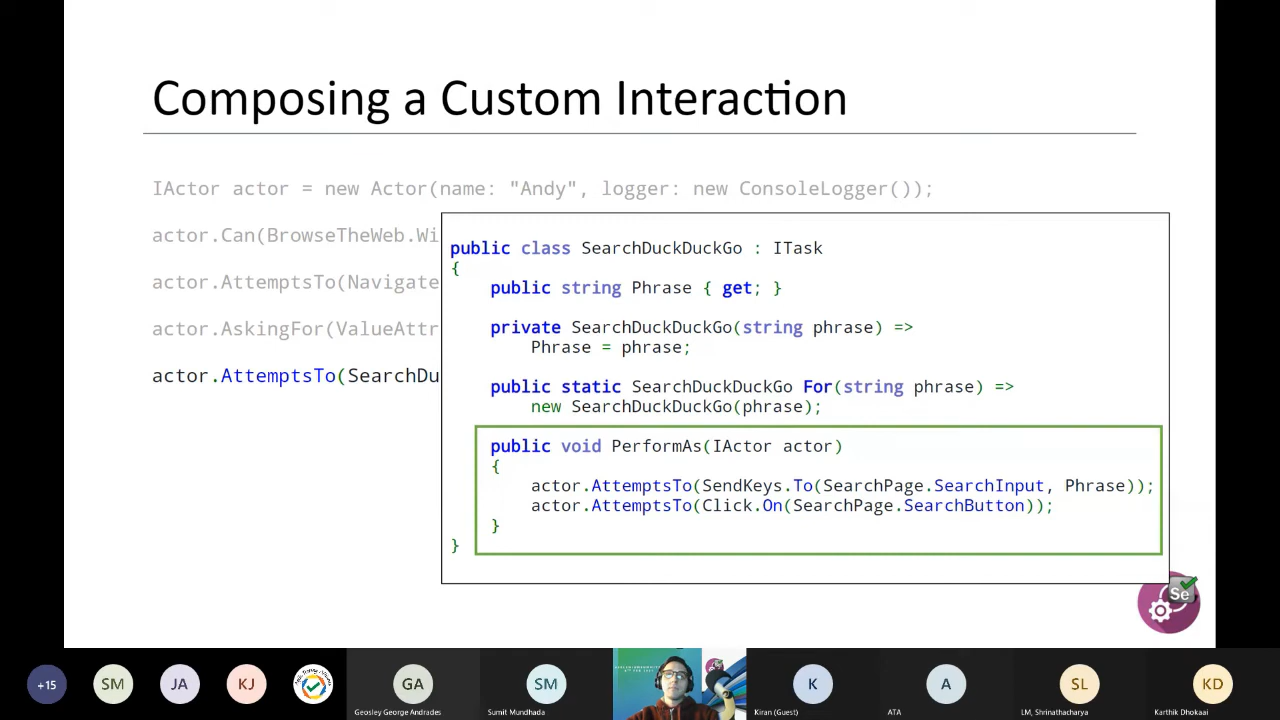 Composing a Custom Interaction
IActor actor = new Actor(name: "Andy", logger: new ConsoleLogger());
actor.Can(BrowseTheWeb.Wi
actor.AttemptsTo(Navigate
actor.AskingFor(ValueAttr
actor.AttemptsTo(SearchDu
public class SearchDuckDuckGo : ITask
{
public string Phrase { get; }
private SearchDuckDuckGo(string phrase) =>
Phrase = phrase;
public static SearchDuckDuckGo For(string phrase) =>
new SearchDuckDuckGo(phrase);
public void PerformAs(IActor actor)
{
actor.AttemptsTo(SendKeys.To(SearchPage.SearchInput, Phrase));
actor.AttemptsTo(Click.On(SearchPage.SearchButton));
}
}
Se
+15 SM JA KJ GA SM K A SL KD
Geosley George Andrades Sumit Mundhada Kiran (Guest) ATA LM, Shrinathacharya Karthik Dhokaai